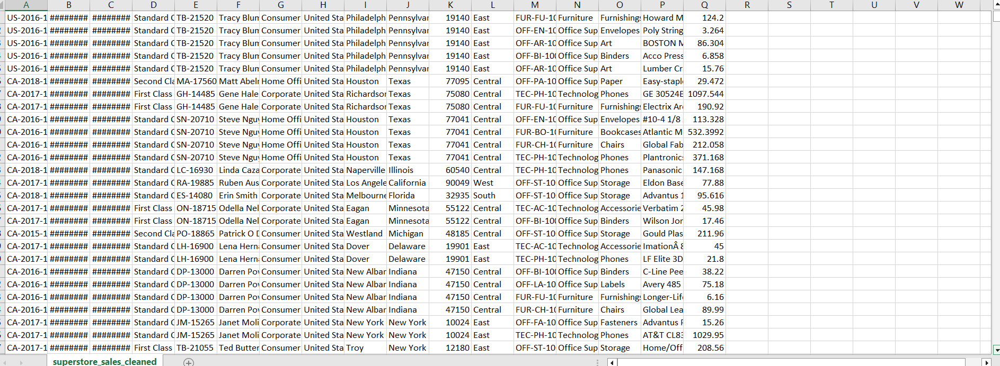 A B C D E F G H I J K L M N O P Q R S T U V W
US-2016-1 ######## ######## Standard C TB-21520 Tracy Blum Consumer United Sta Philadelph Pennsylvan 19140 East FUR-FU-10 Furniture Furnishings Howard M 124.2
US-2016-1 ######## ######## Standard C TB-21520 Tracy Blum Consumer United Sta Philadelph Pennsylvan 19140 East OFF-EN-10 Office Sup Envelopes Poly String 3.264
US-2016-1 ######## ######## Standard C TB-21520 Tracy Blum Consumer United Sta Philadelph Pennsylvan 19140 East OFF-AR-10 Office Sup Art BOSTON M 86.304
US-2016-1 ######## ######## Standard C TB-21520 Tracy Blum Consumer United Sta Philadelph Pennsylvan 19140 East OFF-BI-100 Office Sup Binders Acco Press 6.858
US-2016-1 ######## ######## Standard C TB-21520 Tracy Blum Consumer United Sta Philadelph Pennsylvan 19140 East OFF-AR-10 Office Sup Art Lumber Cr 15.76
CA-2018-1 ######## ######## Second Cla MA-17560 Matt Abeln Home Offi United Sta Houston Texas 77095 Central OFF-PA-10 Office Sup Paper Easy-stapl 29.472
CA-2017-1 ######## ######## First Class GH-14485 Gene Hale Corporate United Sta Richardson Texas 75080 Central TEC-PH-10 Technolog Phones GE 30524E 1097.544
CA-2017-1 ######## ######## First Class GH-14485 Gene Hale Corporate United Sta Richardson Texas 75080 Central FUR-FU-10 Furniture Furnishings Electrix Ar 190.92
CA-2016-1 ######## ######## Standard C SN-20710 Steve Nguy Home Offi United Sta Houston Texas 77041 Central OFF-EN-10 Office Sup Envelopes #10-4 1/8 113.328
CA-2016-1 ######## ######## Standard C SN-20710 Steve Nguy Home Offi United Sta Houston Texas 77041 Central FUR-BO-10 Furniture Bookcases Atlantic M 532.3992
CA-2016-1 ######## ######## Standard C SN-20710 Steve Nguy Home Offi United Sta Houston Texas 77041 Central FUR-CH-10 Furniture Chairs Global Fab 212.058
CA-2016-1 ######## ######## Standard C SN-20710 Steve Nguy Home Offi United Sta Houston Texas 77041 Central TEC-PH-10 Technolog Phones Plantronic 371.168
CA-2018-1 ######## ######## Standard C LC-16930 Linda Caza Corporate United Sta Naperville Illinois 60540 Central TEC-PH-10 Technolog Phones Panasonic 147.168
CA-2017-1 ######## ######## Standard C RA-19885 Ruben Aus Corporate United Sta Los Angele California 90049 West OFF-ST-10 Office Sup Storage Eldon Base 77.88
CA-2018-1 ######## ######## Standard C ES-14080 Erin Smith Corporate United Sta Melbourne Florida 32935 South OFF-ST-10 Office Sup Storage Advantus 1 95.616
CA-2017-1 ######## ######## First Class ON-18715 Odella Nel Corporate United Sta Eagan Minnesota 55122 Central TEC-AC-10 Technolog Accessorie Verbatim 2 45.98
CA-2017-1 ######## ######## First Class ON-18715 Odella Nel Corporate United Sta Eagan Minnesota 55122 Central OFF-BI-100 Office Sup Binders Wilson Jor 17.46
CA-2015-1 ######## ######## Second Cla PO-18865 Patrick O D Consumer United Sta Westland Michigan 48185 Central OFF-ST-10 Office Sup Storage Gould Plas 211.96
CA-2017-1 ######## ######## Standard C LH-16900 Lena Hern Consumer United Sta Dover Delaware 19901 East TEC-AC-10 Technolog Accessorie ImationÂ 8 45
CA-2017-1 ######## ######## Standard C LH-16900 Lena Hern Consumer United Sta Dover Delaware 19901 East TEC-PH-10 Technolog Phones LF Elite 3D 21.8
CA-2016-1 ######## ######## Standard C DP-13000 Darren Pov Consumer United Sta New Albar Indiana 47150 Central OFF-BI-100 Office Sup Binders C-Line Pee 38.22
CA-2016-1 ######## ######## Standard C DP-13000 Darren Pov Consumer United Sta New Albar Indiana 47150 Central OFF-LA-10 Office Sup Labels Avery 485 75.18
CA-2016-1 ######## ######## Standard C DP-13000 Darren Pov Consumer United Sta New Albar Indiana 47150 Central FUR-FU-10 Furniture Furnishings Longer-Lif 6.16
CA-2016-1 ######## ######## Standard C DP-13000 Darren Pov Consumer United Sta New Albar Indiana 47150 Central FUR-CH-10 Furniture Chairs Global Lea 89.99
CA-2017-1 ######## ######## Standard C JM-15265 Janet Moli Corporate United Sta New York New York 10024 East OFF-FA-10 Office Sup Fasteners Advantus P 15.26
CA-2017-1 ######## ######## Standard C JM-15265 Janet Moli Corporate United Sta New York New York 10024 East TEC-PH-10 Technolog Phones AT&T CL83 1029.95
CA-2017-1 ######## ######## First Class TB-21055 Ted Butter Consumer United Sta Troy New York 12180 East OFF-ST-10 Office Sup Storage Home/Off 208.56
superstore_sales_cleaned